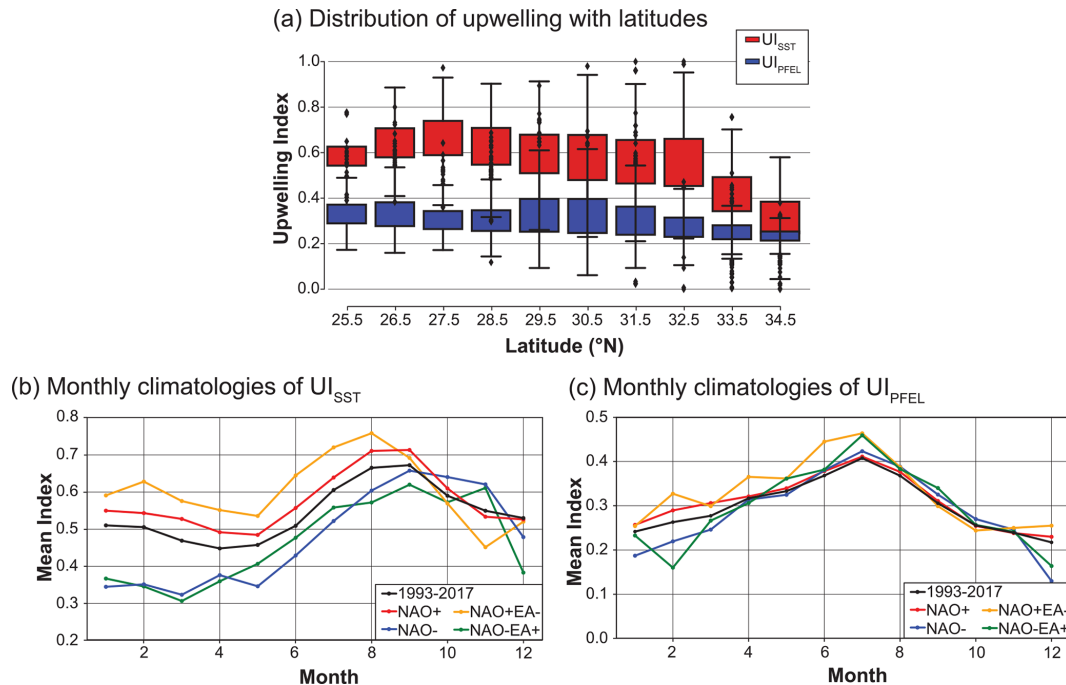 (a) Distribution of upwelling with latitudes
UI_SST
UI_PFEL
Upwelling Index
1.0
0.8
0.6
0.4
0.2
0.0
25.5 26.5 27.5 28.5 29.5 30.5 31.5 32.5 33.5 34.5
Latitude (°N)
(b) Monthly climatologies of UI_SST
Mean Index
0.8
0.7
0.6
0.5
0.4
0.3
0.2
1993-2017
NAO+ NAO+EA-
NAO- NAO-EA+
2 4 6 8 10 12
Month
(c) Monthly climatologies of UI_PFEL
Mean Index
0.5
0.4
0.3
0.2
0.1
0.0
1993-2017
NAO+ NAO+EA-
NAO- NAO-EA+
2 4 6 8 10 12
Month